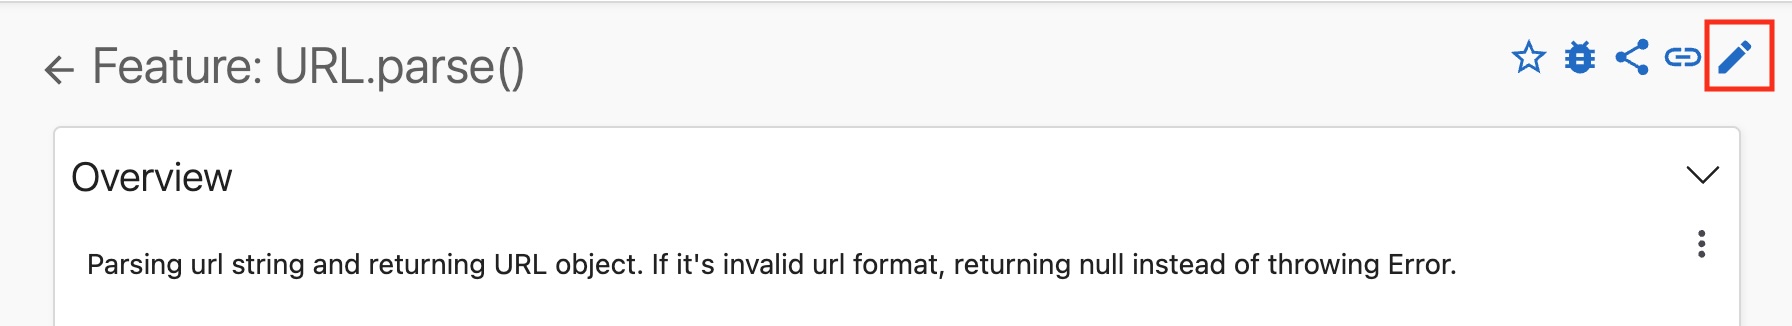 Feature: URL.parse()
Overview
Parsing url string and returning URL object. If it's invalid url format, returning null instead of throwing Error.